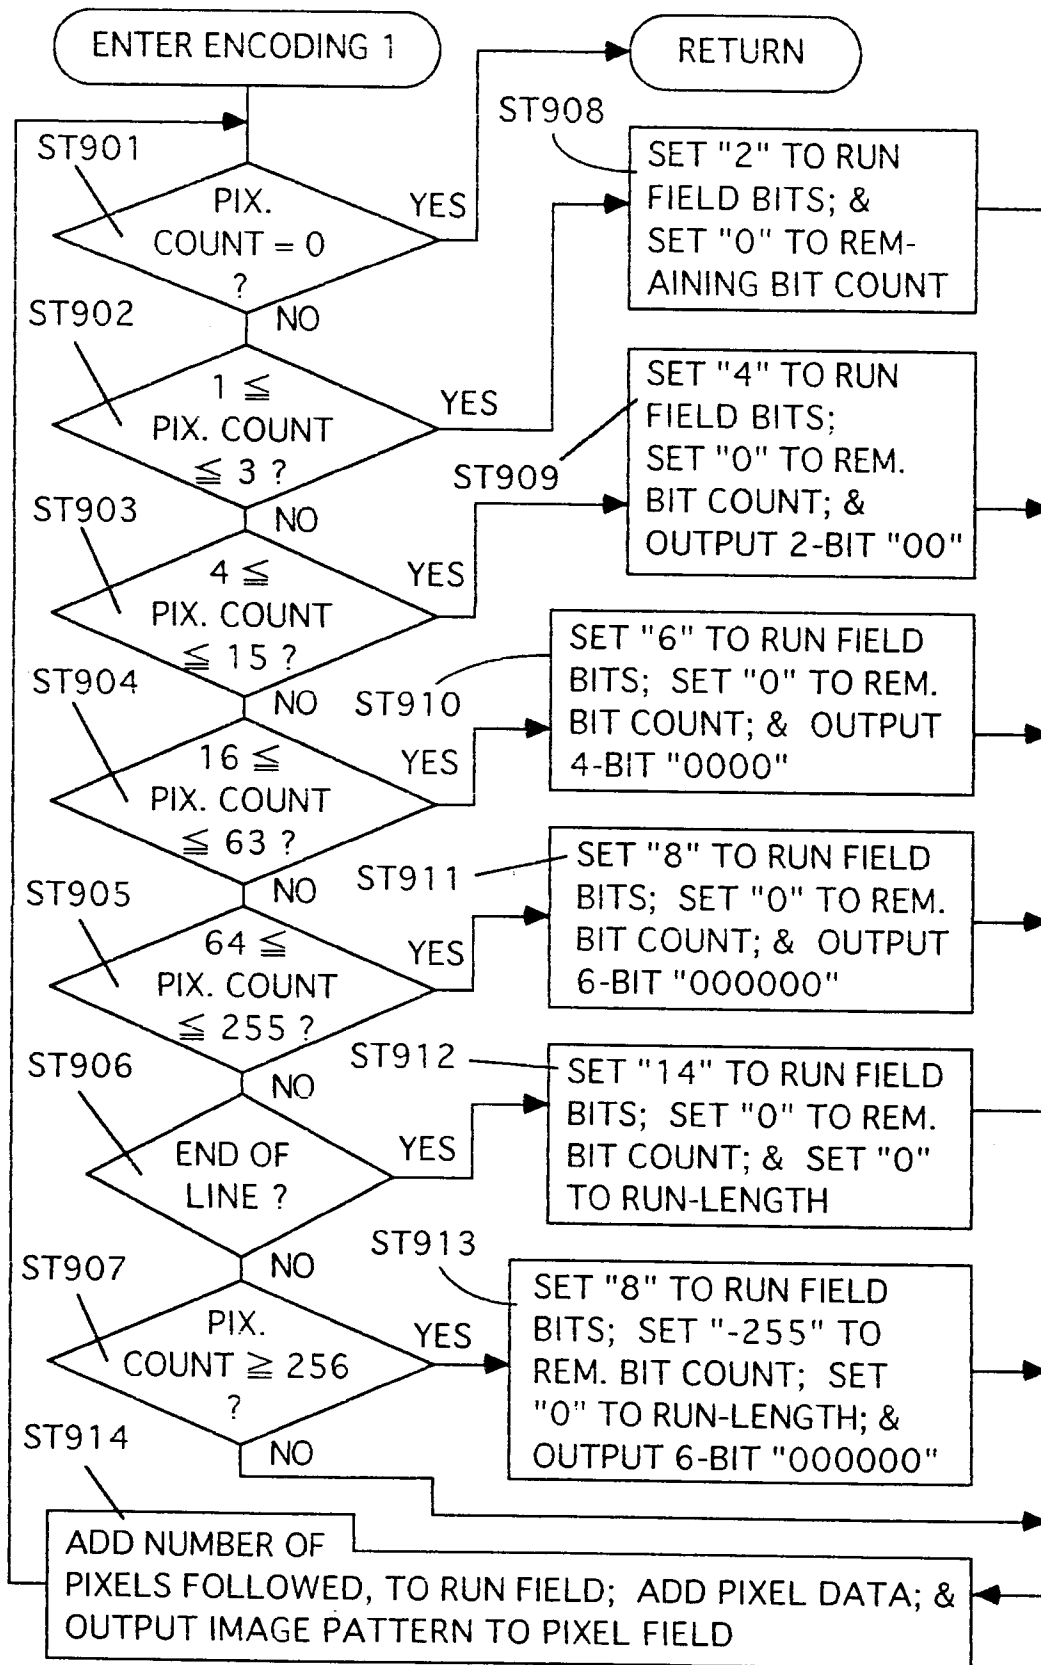 ENTER ENCODING 1
RETURN
ST901
PIX.
COUNT = 0
?
YES
NO
ST908
SET "2" TO RUN
FIELD BITS; &
SET "0" TO REM-
AINING BIT COUNT
ST902
1 ≦
PIX. COUNT
≦ 3 ?
YES
NO
ST909
SET "4" TO RUN
FIELD BITS;
SET "0" TO REM.
BIT COUNT; &
OUTPUT 2-BIT "00"
ST903
4 ≦
PIX. COUNT
≦ 15 ?
YES
NO
ST910
SET "6" TO RUN FIELD
BITS; SET "0" TO REM.
BIT COUNT; & OUTPUT
4-BIT "0000"
ST904
16 ≦
PIX. COUNT
≦ 63 ?
YES
NO
ST911
SET "8" TO RUN FIELD
BITS; SET "0" TO REM.
BIT COUNT; & OUTPUT
6-BIT "000000"
ST905
64 ≦
PIX. COUNT
≦ 255 ?
YES
NO
ST912
SET "14" TO RUN FIELD
BITS; SET "0" TO REM.
BIT COUNT; & SET "0"
TO RUN-LENGTH
ST906
END OF
LINE ?
YES
NO
ST913
SET "8" TO RUN FIELD
BITS; SET "-255" TO
REM. BIT COUNT; SET
"0" TO RUN-LENGTH; &
OUTPUT 6-BIT "000000"
ST907
PIX.
COUNT ≧ 256
?
YES
NO
ST914
ADD NUMBER OF
PIXELS FOLLOWED, TO RUN FIELD; ADD PIXEL DATA; &
OUTPUT IMAGE PATTERN TO PIXEL FIELD